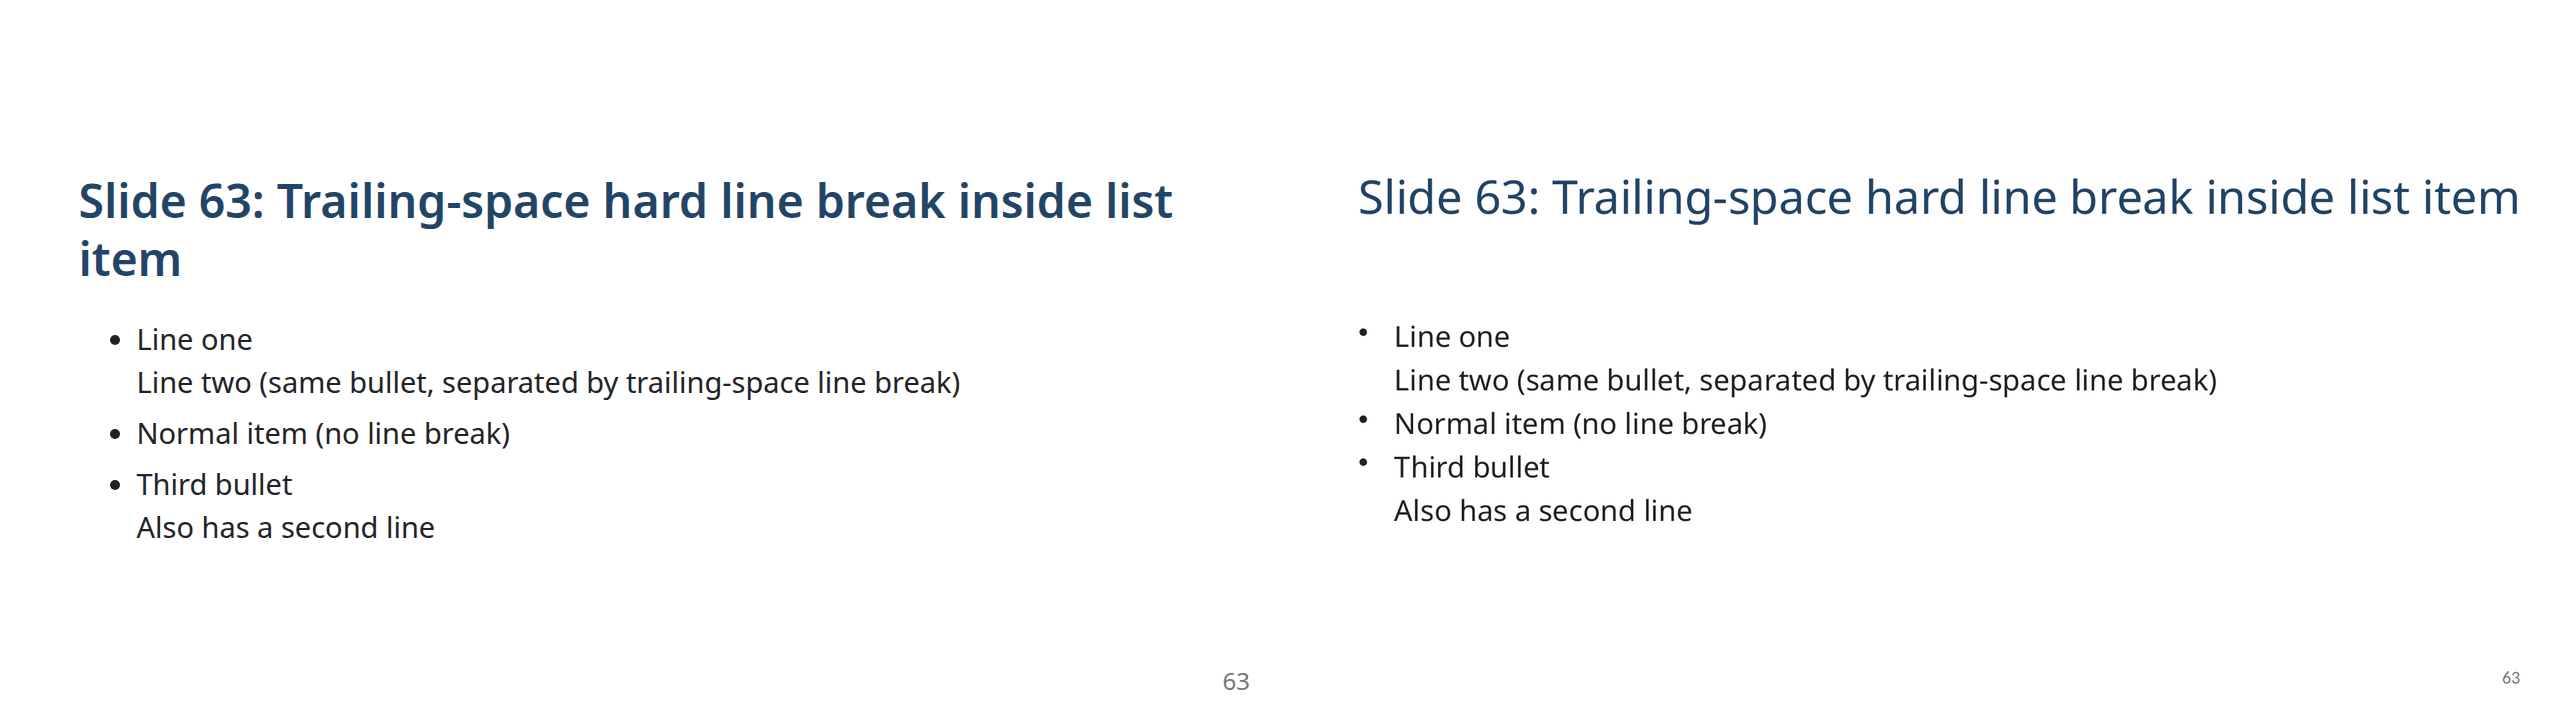 Slide 63: Trailing-space hard line break inside list
item
• Line one
Line two (same bullet, separated by trailing-space line break)
• Normal item (no line break)
• Third bullet
Also has a second line
63
Slide 63: Trailing-space hard line break inside list item
• Line one
Line two (same bullet, separated by trailing-space line break)
• Normal item (no line break)
• Third bullet
Also has a second line
63